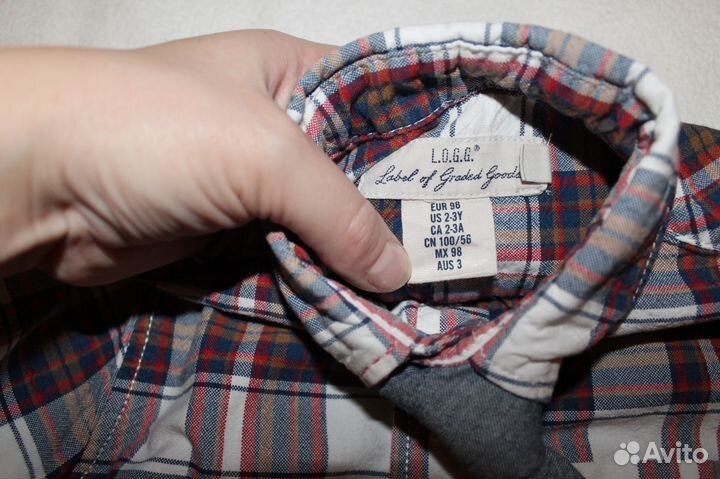 L.O.G.G.®
Label of Graded Goods
EUR 98
US 2-3Y
CA 2-3A
CN 100/56
MX 98
AUS 3
Avito